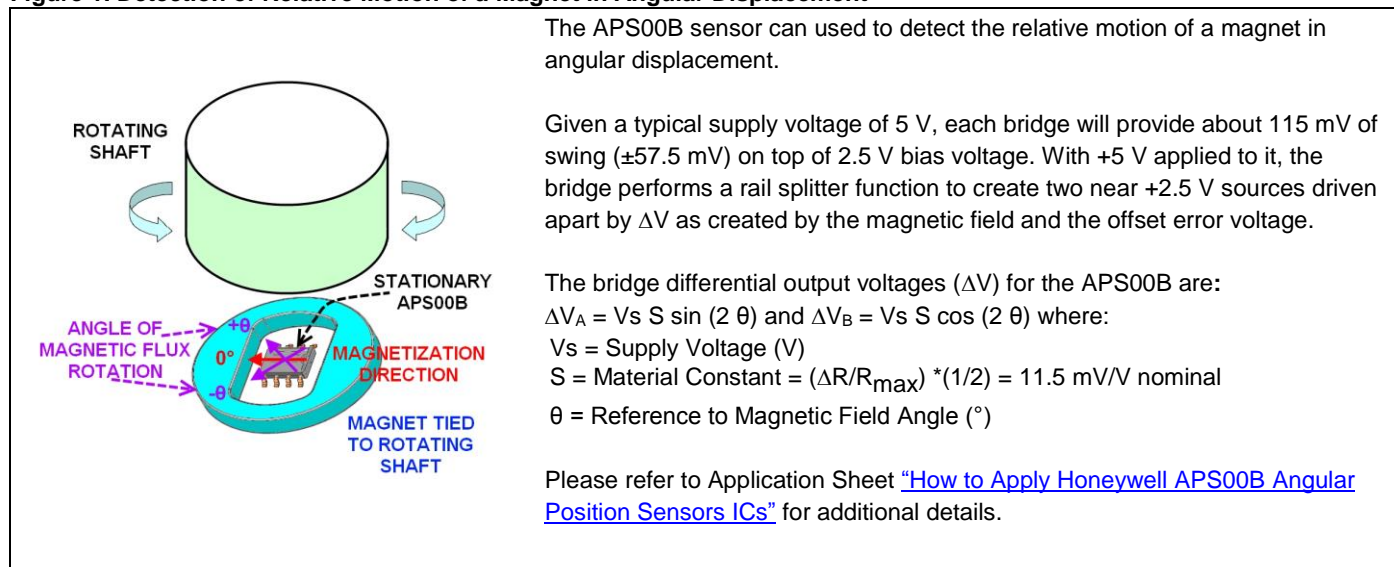 Figure 1. Detection of Relative Motion of a Magnet in Angular Displacement
ROTATING
SHAFT
STATIONARY
APS00B
ANGLE OF
MAGNETIC FLUX
ROTATION
+θ
0°
-θ
MAGNETIZATION
DIRECTION
MAGNET TIED
TO ROTATING
SHAFT
The APS00B sensor can used to detect the relative motion of a magnet in
angular displacement.
Given a typical supply voltage of 5 V, each bridge will provide about 115 mV of
swing (±57.5 mV) on top of 2.5 V bias voltage. With +5 V applied to it, the
bridge performs a rail splitter function to create two near +2.5 V sources driven
apart by ΔV as created by the magnetic field and the offset error voltage.
The bridge differential output voltages (ΔV) for the APS00B are:
ΔVA = Vs S sin (2 θ) and ΔVB = Vs S cos (2 θ) where:
Vs = Supply Voltage (V)
S = Material Constant = (ΔR/Rmax) *(1/2) = 11.5 mV/V nominal
θ = Reference to Magnetic Field Angle (°)
Please refer to Application Sheet "How to Apply Honeywell APS00B Angular
Position Sensors ICs" for additional details.